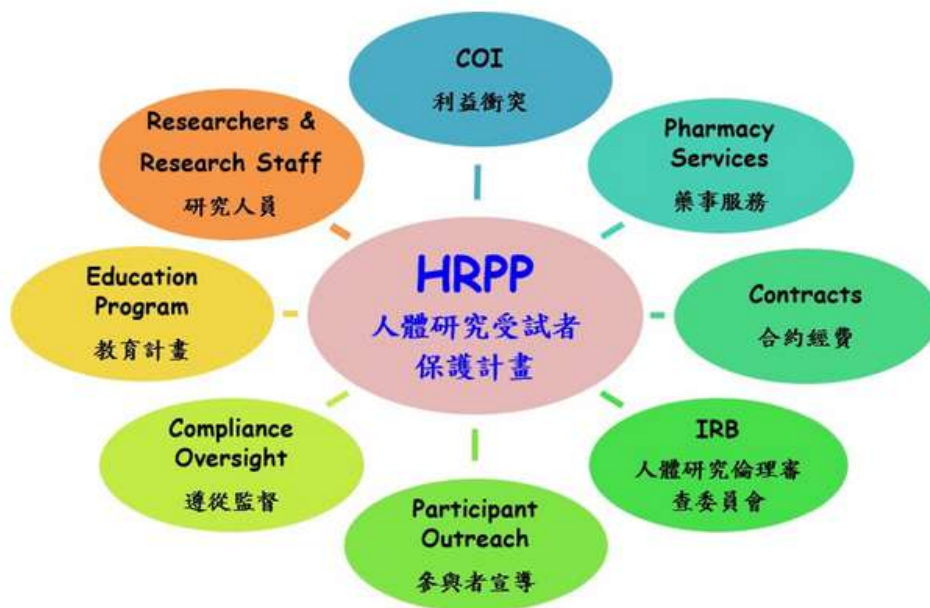 COI
利益衝突
Pharmacy
Services
藥事服務
Contracts
合約經費
IRB
人體研究倫理審
查委員會
Participant
Outreach
參與者宣導
Compliance
Oversight
遵從監督
Education
Program
教育計畫
Researchers &
Research Staff
研究人員
HRPP
人體研究受試者
保護計畫